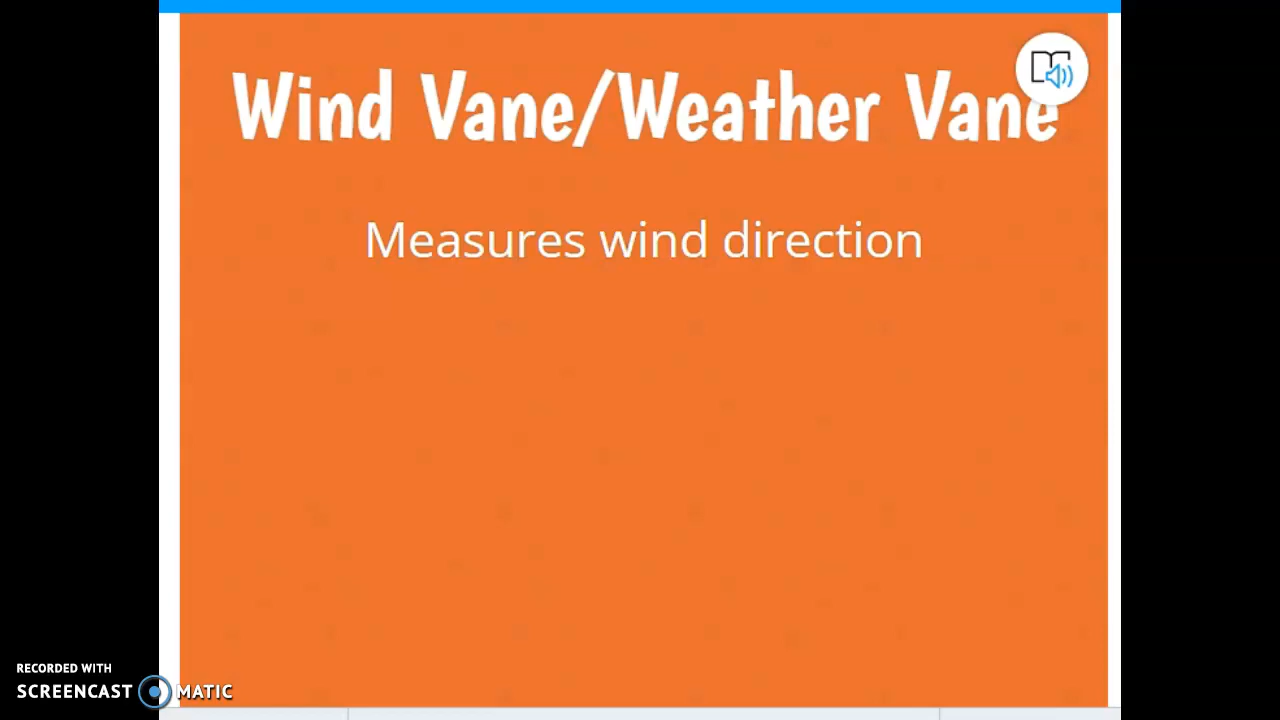 Wind Vane/Weather Vane
Measures wind direction
RECORDED WITH
SCREENCAST MATIC